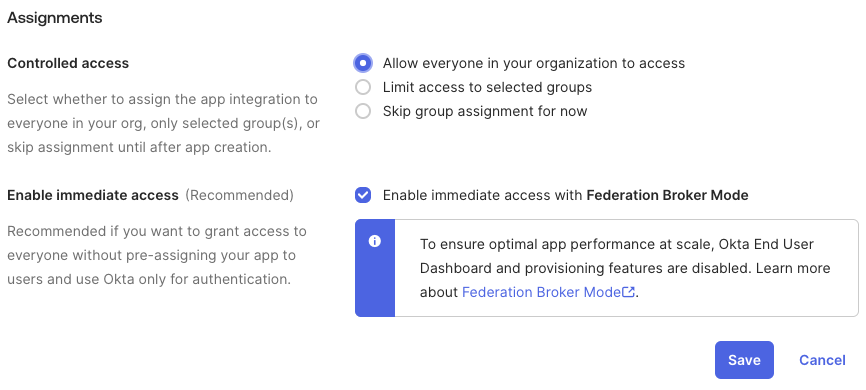 Assignments
Controlled access
Select whether to assign the app integration to
everyone in your org, only selected group(s), or
skip assignment until after app creation.
Allow everyone in your organization to access
Limit access to selected groups
Skip group assignment for now
Enable immediate access (Recommended)
Recommended if you want to grant access to
everyone without pre-assigning your app to
users and use Okta only for authentication.
Enable immediate access with Federation Broker Mode
To ensure optimal app performance at scale, Okta End User
Dashboard and provisioning features are disabled. Learn more
about Federation Broker Mode.
Save Cancel